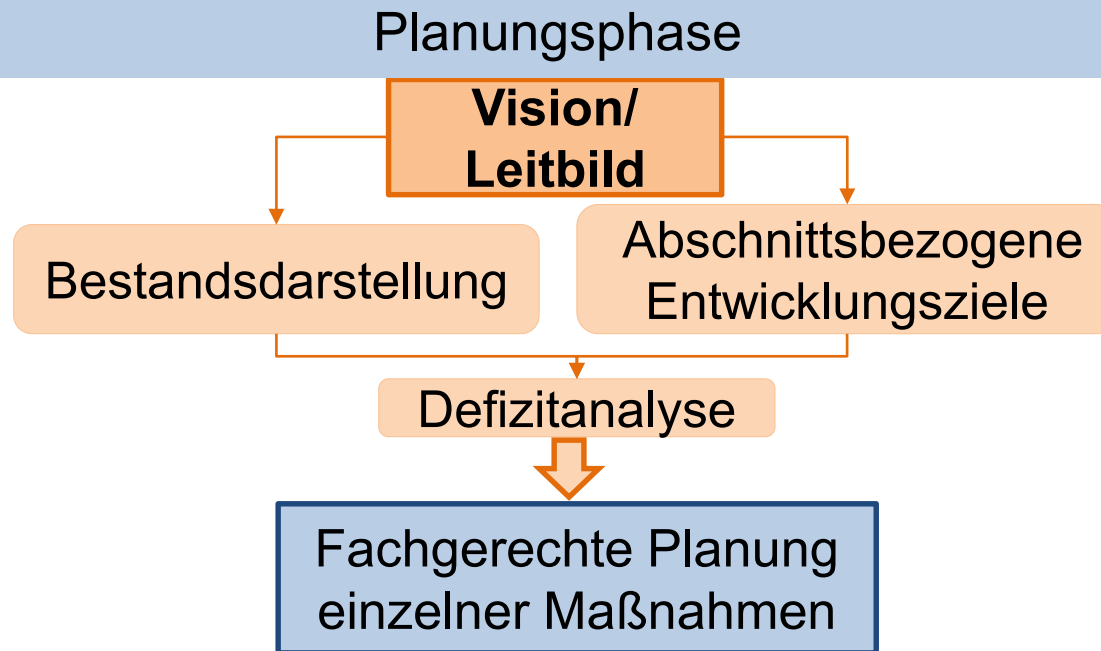 Planungsphase
Vision/
Leitbild
Bestandsdarstellung
Abschnittsbezogene
Entwicklungsziele
Defizitanalyse
Fachgerechte Planung
einzelner Maßnahmen